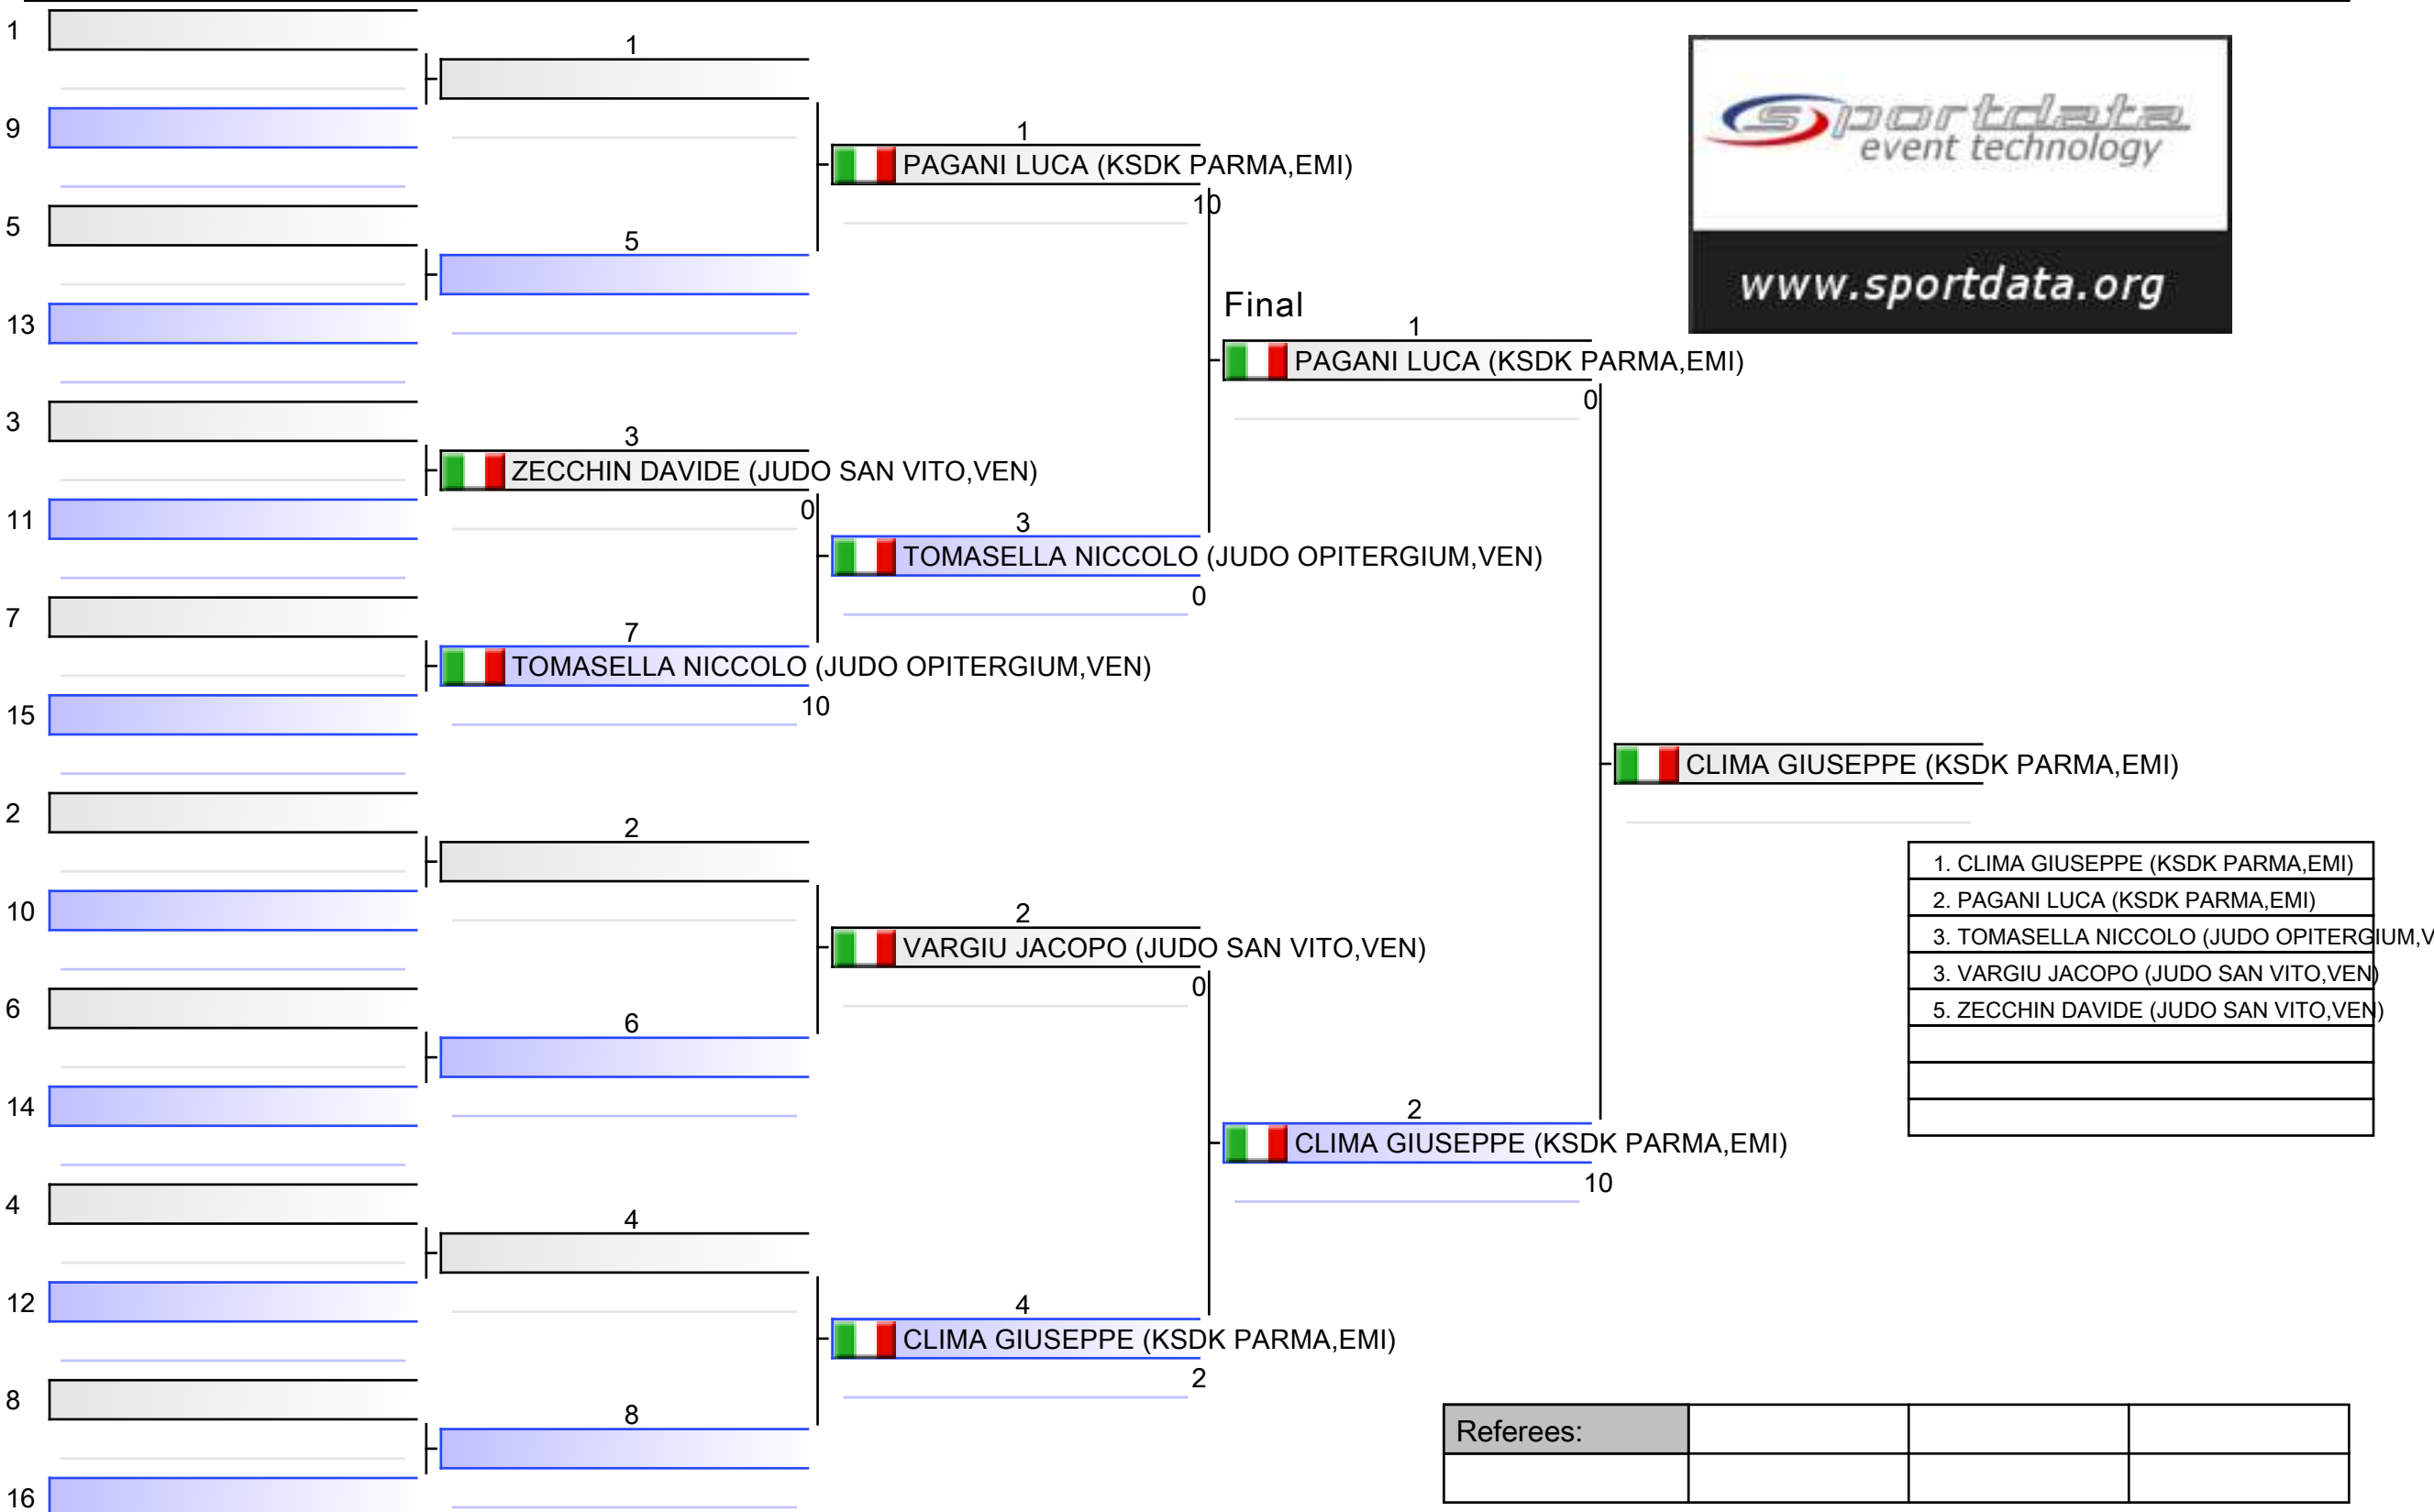 1
1
sportdata
event technology
9
1
PAGANI LUCA (KSDK PARMA,EMI)
10
5
5
www.sportdata.org
Final
13
1
PAGANI LUCA (KSDK PARMA,EMI)
0
3
3
ZECCHIN DAVIDE (JUDO SAN VITO,VEN)
0
11
3
TOMASELLA NICCOLO (JUDO OPITERGIUM,VEN)
0
7
7
TOMASELLA NICCOLO (JUDO OPITERGIUM,VEN)
10
15
CLIMA GIUSEPPE (KSDK PARMA,EMI)
2
2
1. CLIMA GIUSEPPE (KSDK PARMA,EMI)
2. PAGANI LUCA (KSDK PARMA,EMI)
3. TOMASELLA NICCOLO (JUDO OPITERGIUM,V
3. VARGIU JACOPO (JUDO SAN VITO,VEN)
5. ZECCHIN DAVIDE (JUDO SAN VITO,VEN)
10
2
VARGIU JACOPO (JUDO SAN VITO,VEN)
0
6
6
14
2
CLIMA GIUSEPPE (KSDK PARMA,EMI)
10
4
4
12
4
CLIMA GIUSEPPE (KSDK PARMA,EMI)
2
8
8
Referees:
16